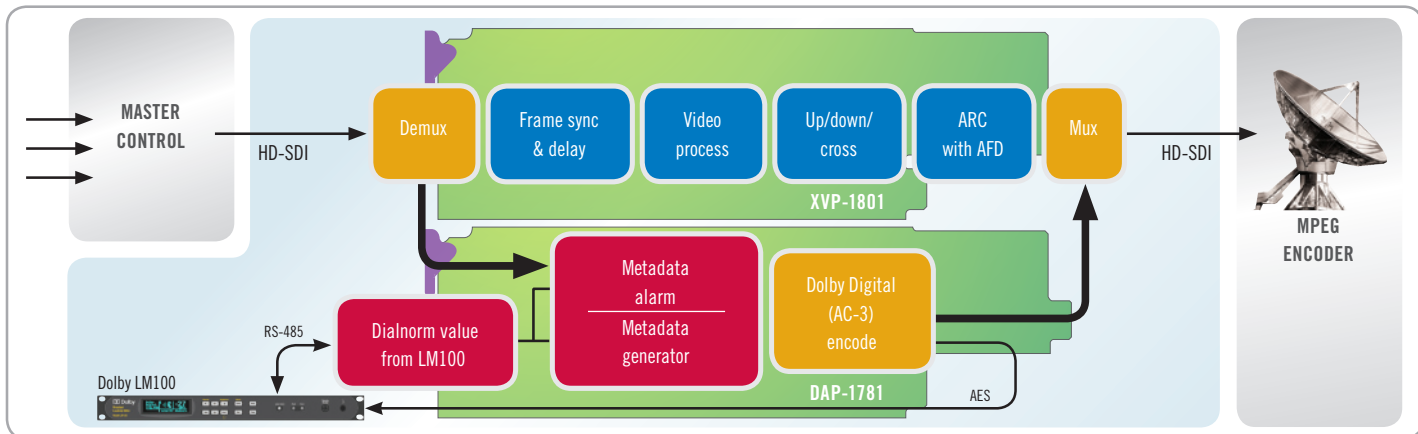 MASTER
CONTROL
HD-SDI
Demux
Frame sync
& delay
Video
process
Up/down/
cross
ARC
with AFD
Mux
HD-SDI
XVP-1801
MPEG
ENCODER
Metadata
alarm
Metadata
generator
Dolby Digital
(AC-3)
encode
RS-485
Dialnorm value
from LM100
Dolby LM100
DAP-1781
AES
Dolby